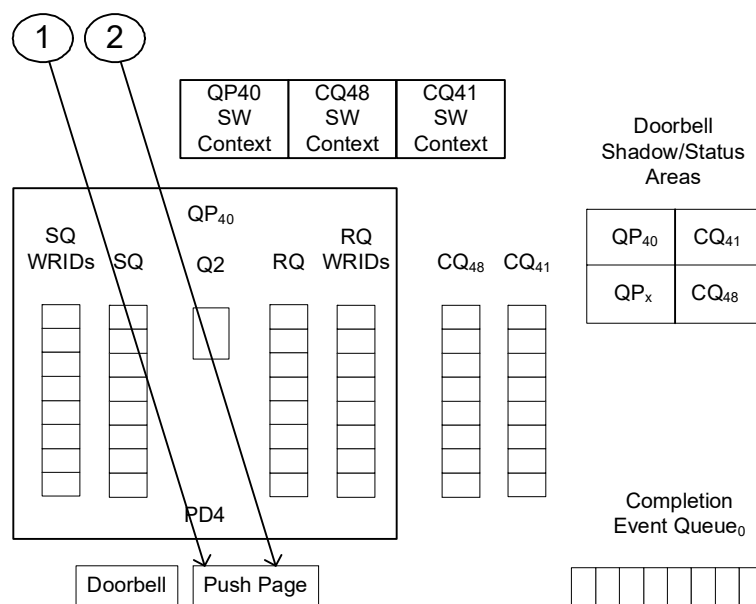 1 2
QP40
SW
Context
CQ48
SW
Context
CQ41
SW
Context
Doorbell
Shadow/Status
Areas
QP₄₀ CQ₄₁
QPₓ CQ₄₈
QP₄₀
SQ
WRIDs
SQ
Q2
RQ
RQ
WRIDs
CQ₄₈
CQ₄₁
PD4
Completion
Event Queue₀
Doorbell
Push Page